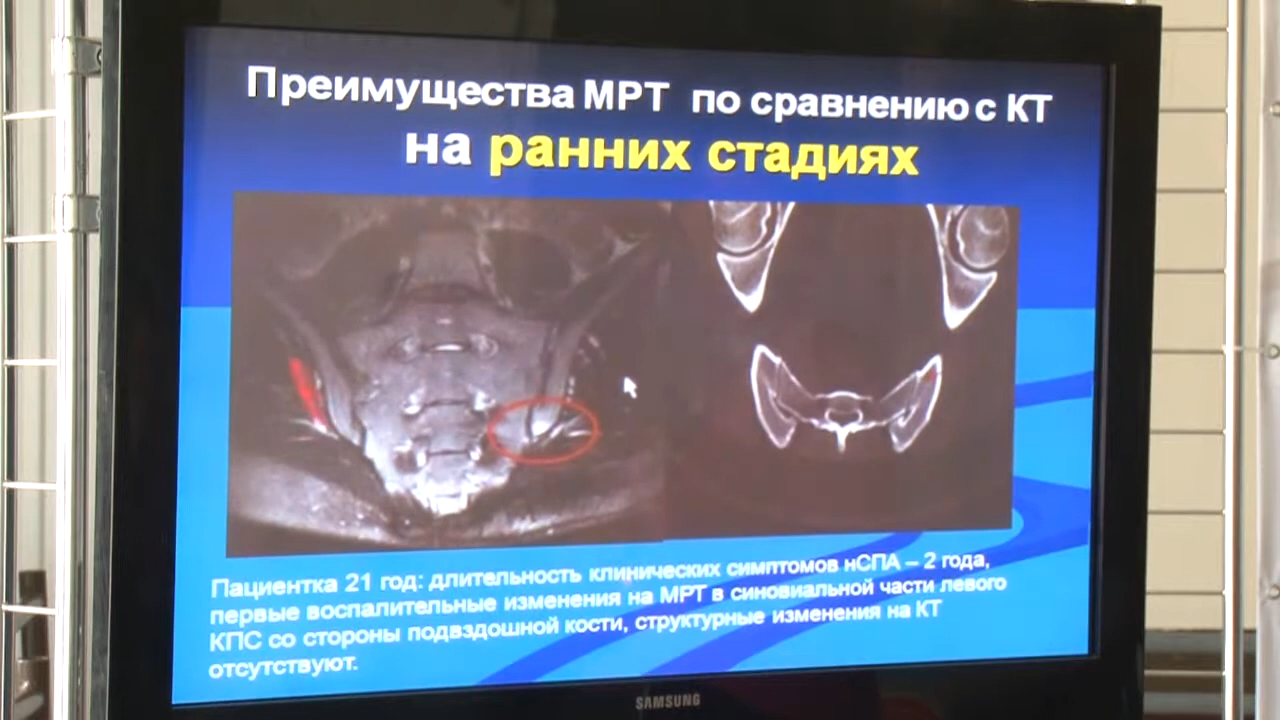 Преимущества МРТ по сравнению с КТ
на ранних стадиях
Пациентка 21 год: длительность клинических симптомов нСПА – 2 года,
первые воспалительные изменения на МРТ в синовиальной части левого
КПС со стороны подвздошной кости, структурные изменения на КТ
отсутствуют.
SAMSUNG